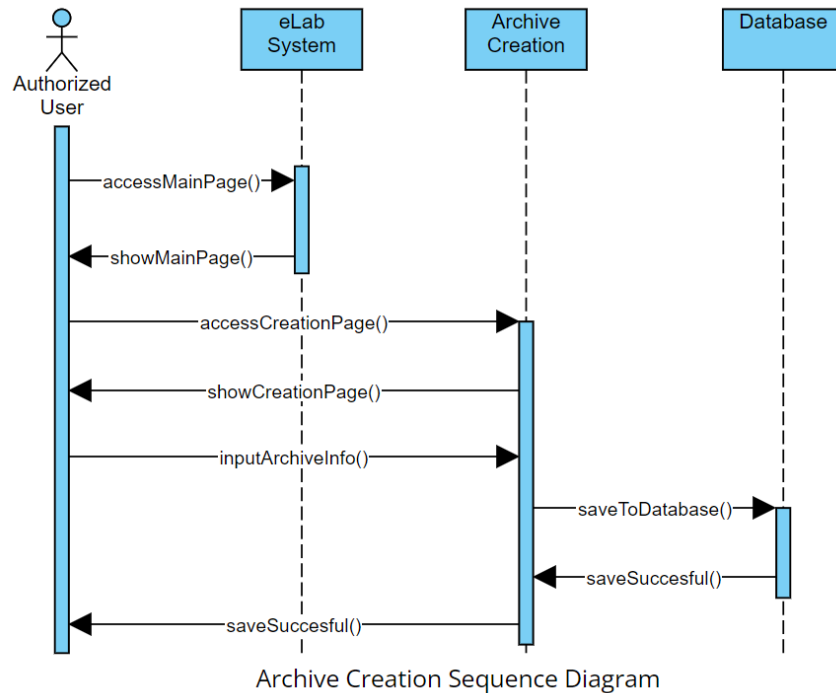 eLab
System
Archive
Creation
Database
Authorized
User
accessMainPage()
showMainPage()
accessCreationPage()
showCreationPage()
inputArchiveInfo()
saveToDatabase()
saveSuccesful()
saveSuccesful()
Archive Creation Sequence Diagram